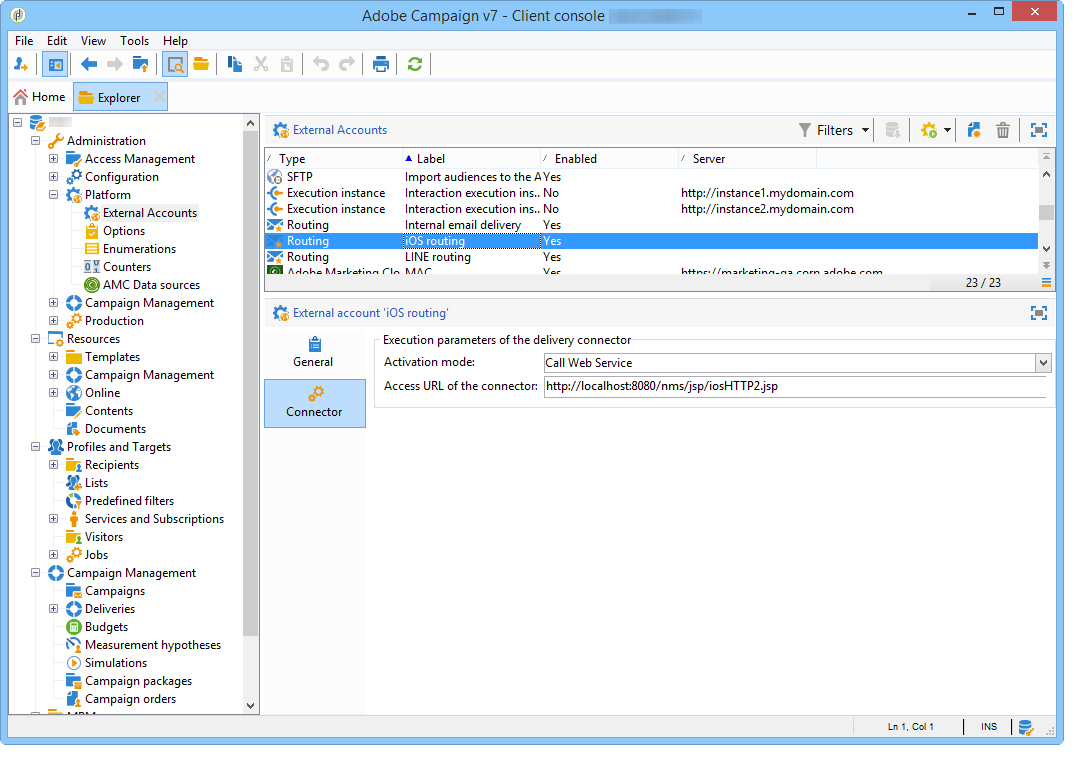 Adobe Campaign v7 - Client console
File Edit View Tools Help
Home Explorer
Administration
Access Management
Configuration
Platform
External Accounts
Options
Enumerations
Counters
AMC Data sources
Campaign Management
Production
Resources
Templates
Campaign Management
Online
Contents
Documents
Profiles and Targets
Recipients
Lists
Predefined filters
Services and Subscriptions
Visitors
Jobs
Campaign Management
Campaigns
Deliveries
Budgets
Measurement hypotheses
Simulations
Campaign packages
Campaign orders
External Accounts Filters
Type Label Enabled Server
SFTP Import audiences to the A Yes
Execution instance Interaction execution ins... No http://instance1.mydomain.com
Execution instance Interaction execution ins... No http://instance2.mydomain.com
Routing Internal email delivery Yes
Routing iOS routing Yes
Routing LINE routing Yes
Adobe Marketing Clo MAC Yes https://marketing-qa.corp.adobe.com
23 / 23
External account 'iOS routing'
General
Connector
Execution parameters of the delivery connector
Activation mode: Call Web Service
Access URL of the connector: http://localhost:8080/nms/jsp/iosHTTP2.jsp
Ln 1, Col 1 INS